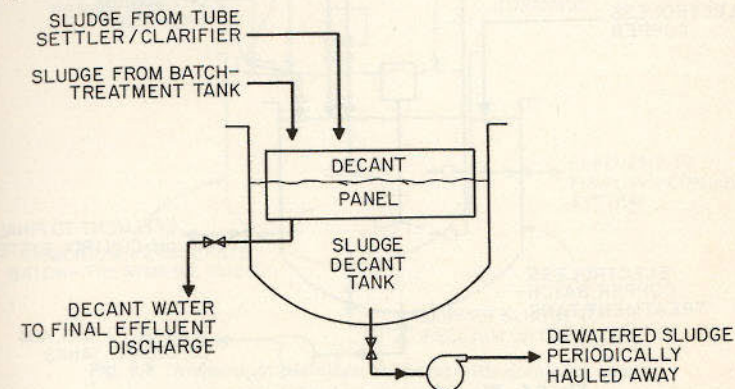 SLUDGE FROM TUBE
SETTLER/CLARIFIER
SLUDGE FROM BATCH-
TREATMENT TANK
DECANT
PANEL
SLUDGE
DECANT
TANK
DECANT WATER
TO FINAL EFFLUENT
DISCHARGE
DEWATERED SLUDGE
PERIODICALLY
HAULED AWAY